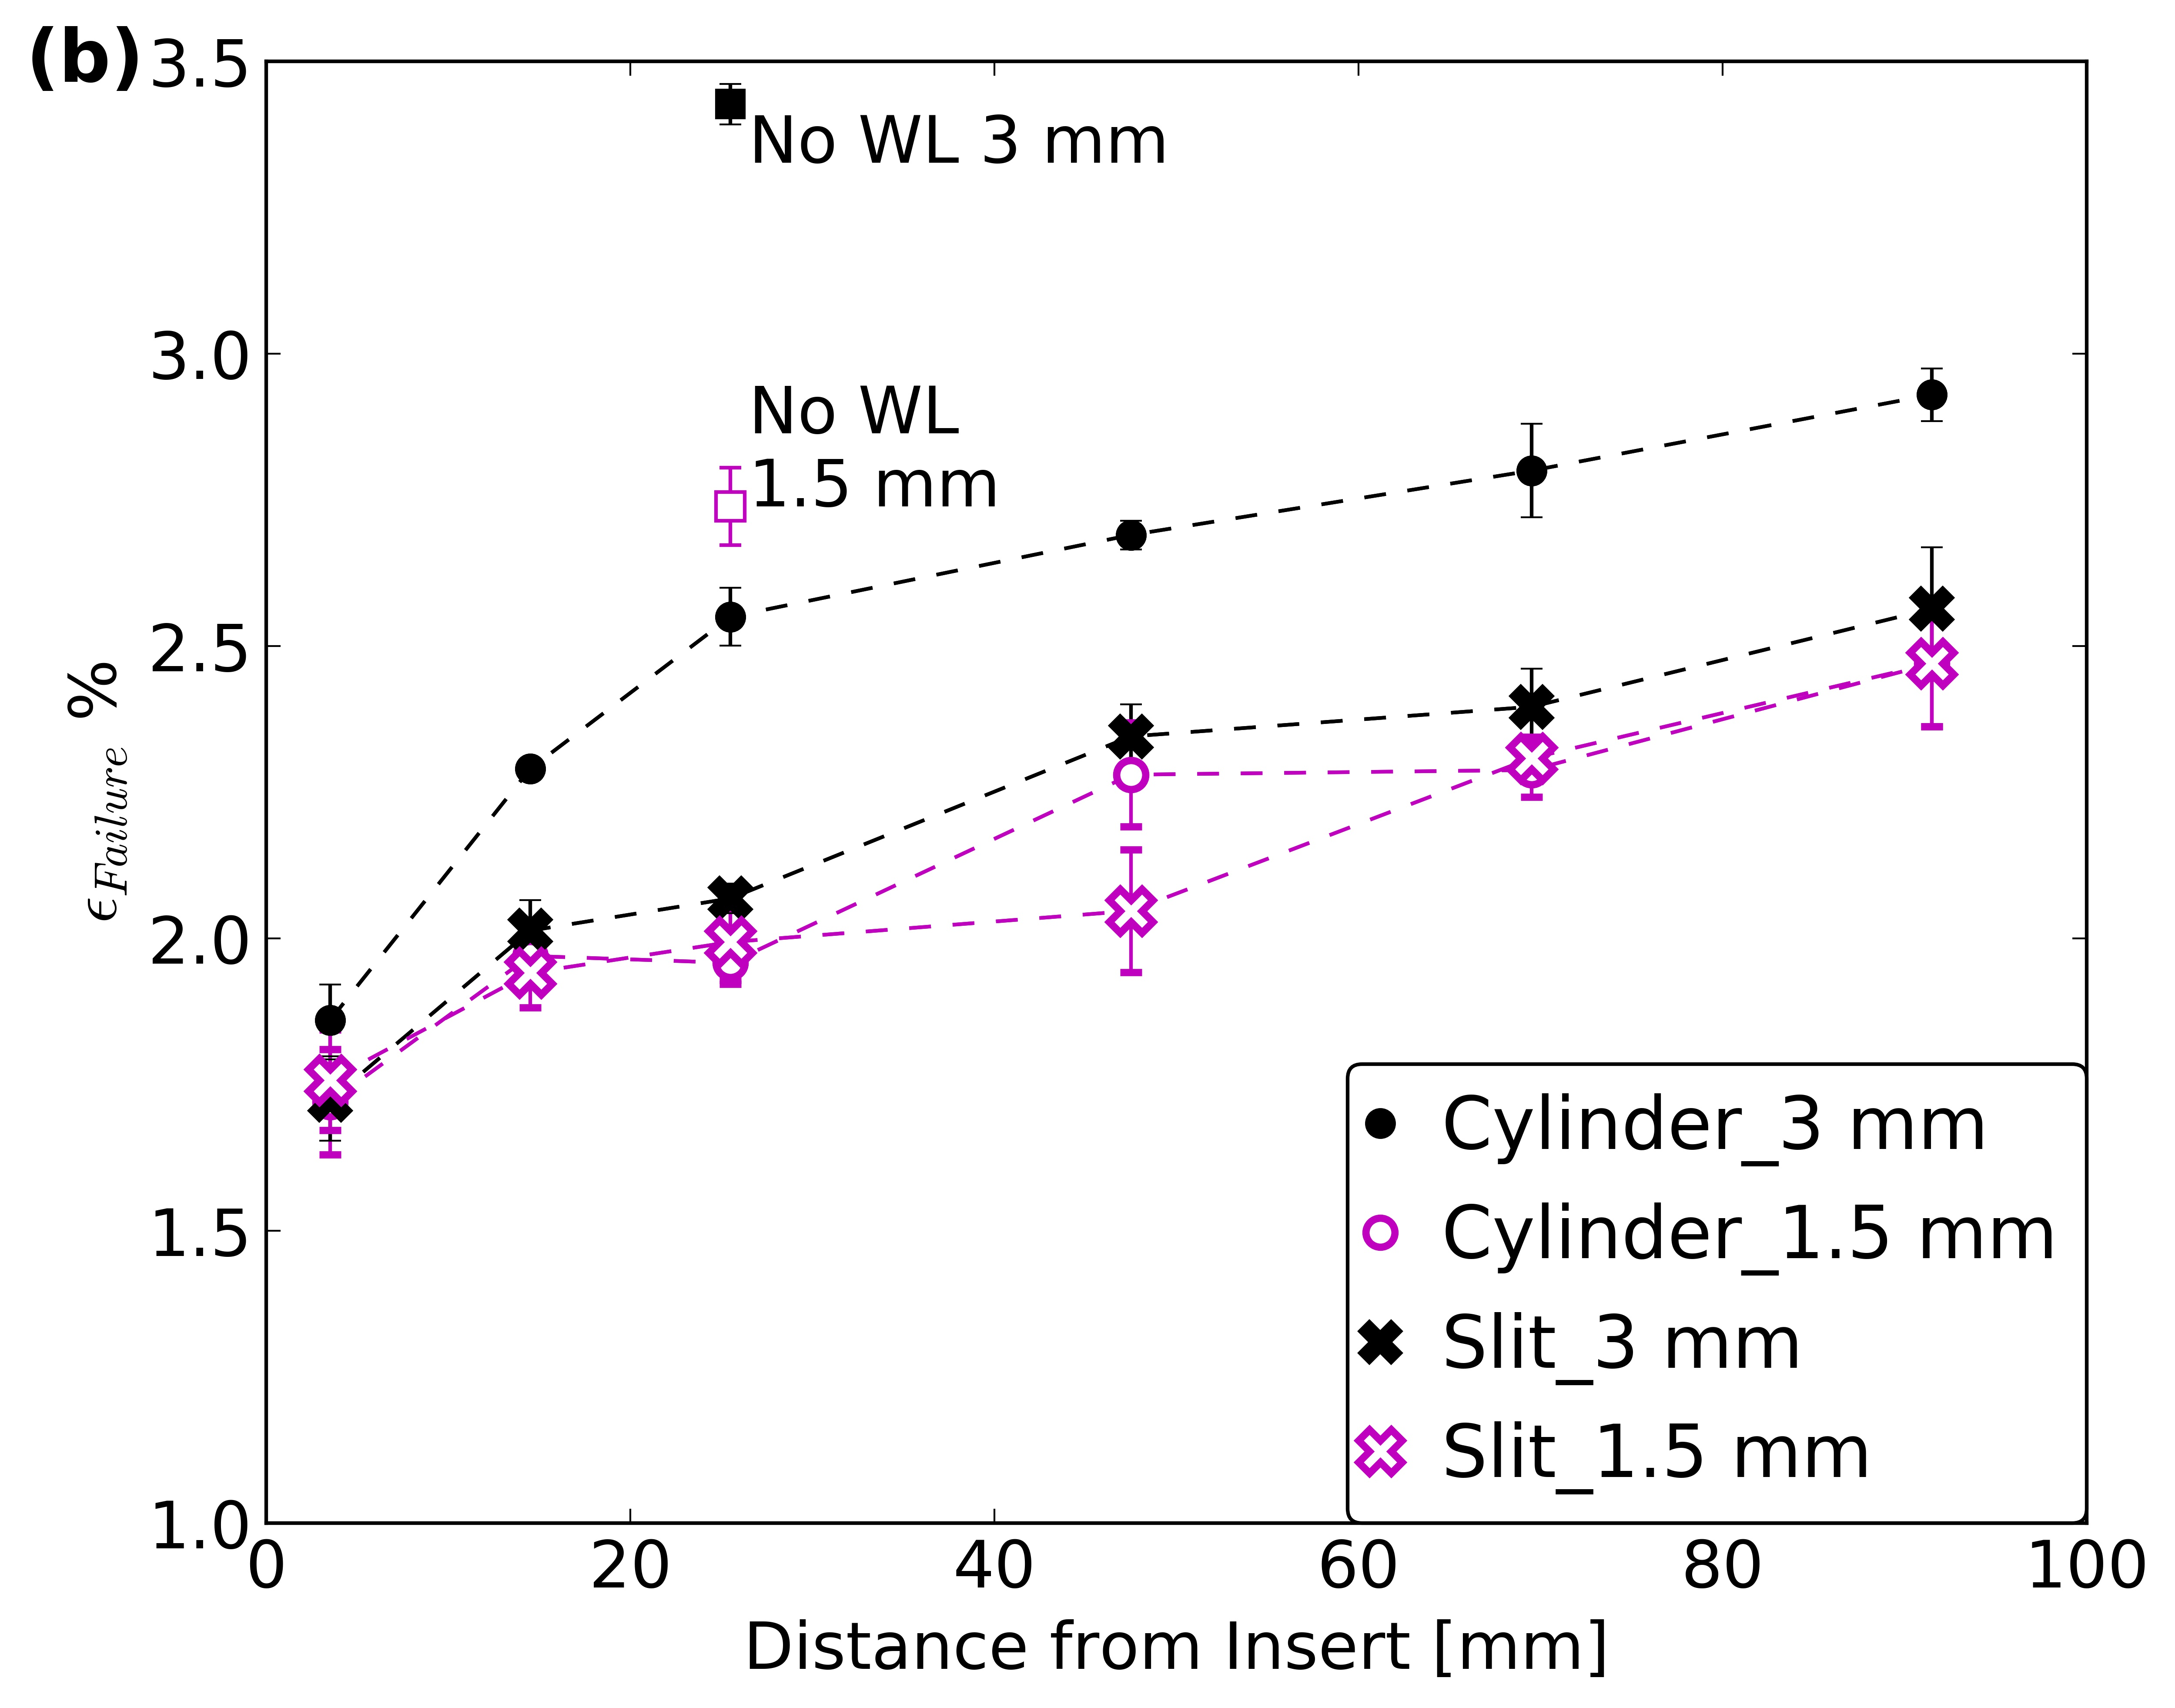 (b)
3.5
3.0
2.5
2.0
1.5
1.0
ϵFailure %
No WL 3 mm
No WL
1.5 mm
Cylinder_3 mm
Cylinder_1.5 mm
Slit_3 mm
Slit_1.5 mm
0 20 40 60 80 100
Distance from Insert [mm]